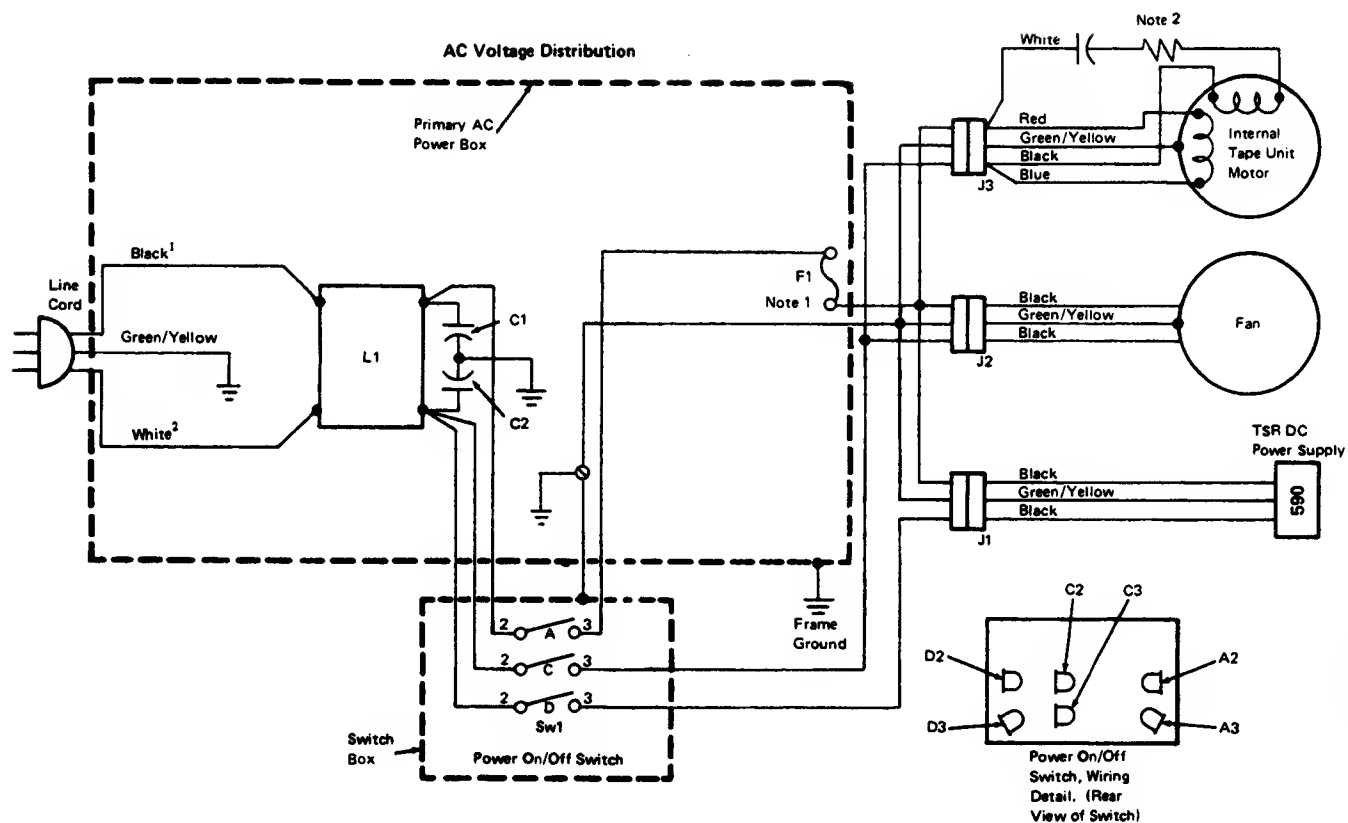 AC Voltage Distribution
Primary AC
Power Box
Line
Cord
Black¹
Green/Yellow
White²
L1
C1
C2
F1
Note 1
White
Note 2
Red
Green/Yellow
Black
Blue
J3
Internal
Tape Unit
Motor
Black
Green/Yellow
Black
J2
Fan
Black
Green/Yellow
Black
J1
TSR DC
Power Supply
590
Frame
Ground
2 A 3
2 C 3
2 D 3
Sw1
Power On/Off Switch
Switch
Box
C2
C3
D2
A2
D3
A3
Power On/Off
Switch, Wiring
Detail. (Rear
View of Switch)